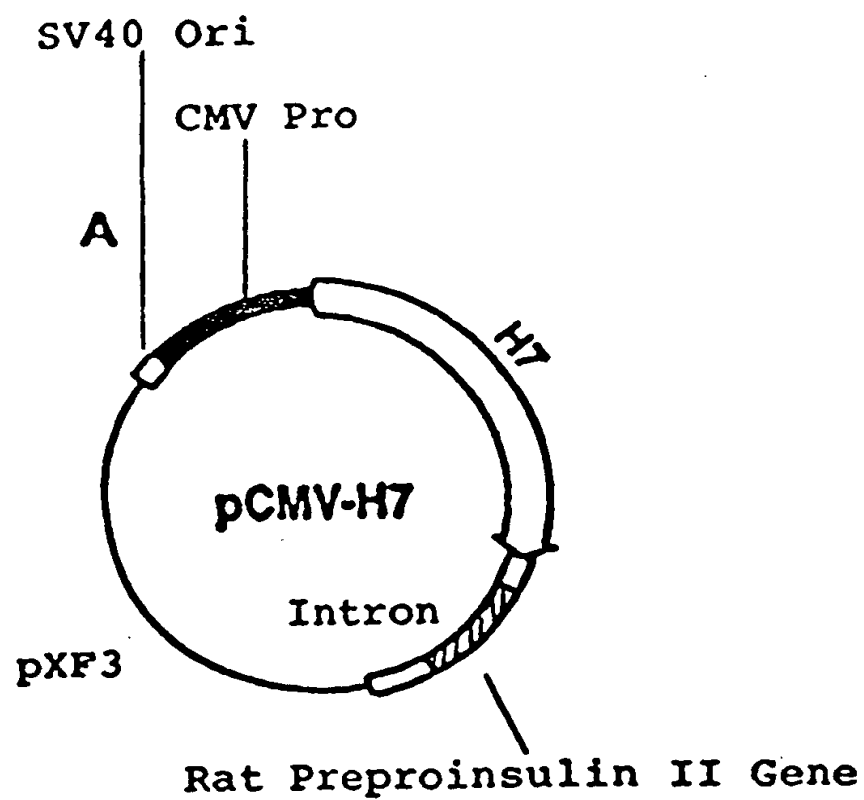 SV40 Ori
CMV Pro
A
H7
pCMV-H7
Intron
pXF3
Rat Preproinsulin II Gene